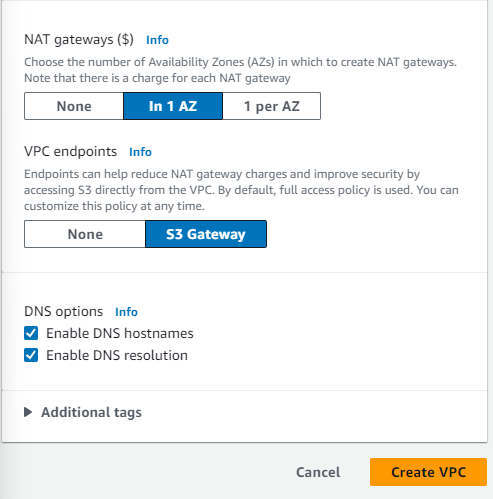 NAT gateways ($) Info
Choose the number of Availability Zones (AZs) in which to create NAT gateways.
Note that there is a charge for each NAT gateway
None In 1 AZ 1 per AZ
VPC endpoints Info
Endpoints can help reduce NAT gateway charges and improve security by
accessing S3 directly from the VPC. By default, full access policy is used. You can
customize this policy at any time.
None S3 Gateway
DNS options Info
Enable DNS hostnames
Enable DNS resolution
Additional tags
Cancel Create VPC